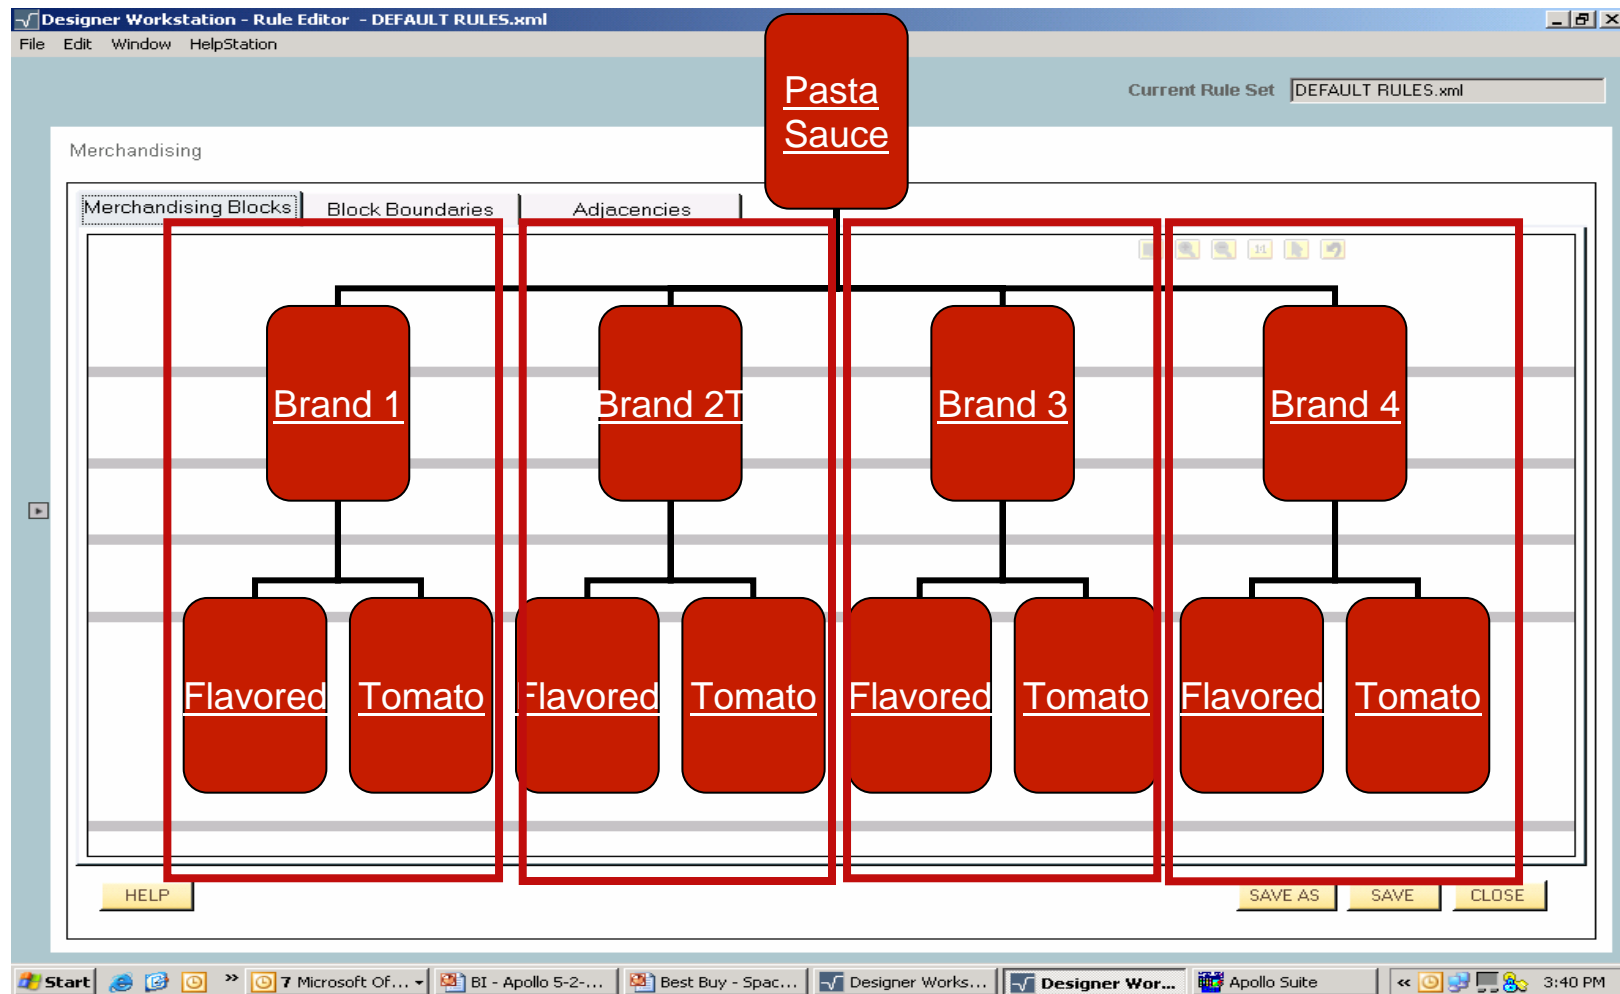 Designer Workstation - Rule Editor - DEFAULT RULES.xml
File Edit Window HelpStation
Pasta
Sauce
Current Rule Set DEFAULT RULES.xml
Merchandising
Merchandising Blocks Block Boundaries Adjacencies
1:1
Brand 1 Brand 2T Brand 3 Brand 4
Flavored Tomato Flavored Tomato Flavored Tomato Flavored Tomato
HELP SAVE AS SAVE CLOSE
Start » 7 Microsoft Of... BI - Apollo 5-2-... Best Buy - Spac... Designer Works... Designer Wor... Apollo Suite « 3:40 PM